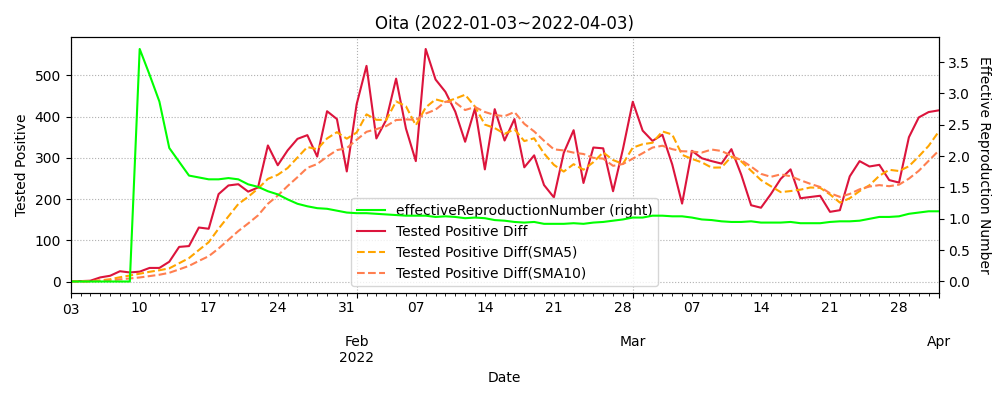 Oita (2022-01-03~2022-04-03)
Tested Positive
500
400
300
200
100
0
3.5
3.0
2.5
2.0
1.5
1.0
0.5
0.0
Effective Reproduction Number
effectiveReproductionNumber (right)
Tested Positive Diff
Tested Positive Diff(SMA5)
Tested Positive Diff(SMA10)
03 10 17 24 31 07 14 21 28 07 14 21 28
Feb Mar Apr
2022
Date